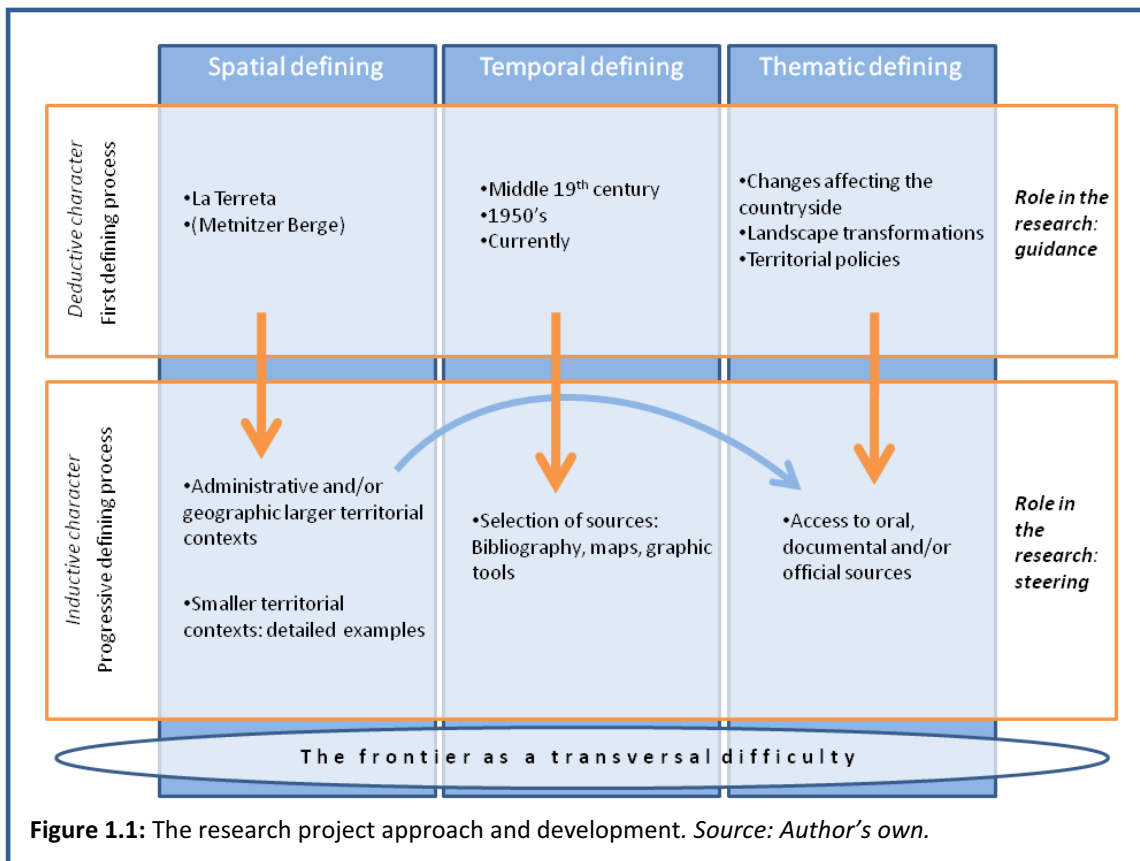 Spatial defining
Temporal defining
Thematic defining
Deductive character
First defining process
•La Terreta
•(Metnitzer Berge)
•Middle 19th century
•1950's
•Currently
•Changes affecting the
countryside
•Landscape transformations
•Territorial policies
Role in the
research:
guidance
Inductive character
Progressive defining process
•Administrative and/or
geographic larger territorial
contexts
•Smaller territorial
contexts: detailed examples
•Selection of sources:
Bibliography, maps, graphic
tools
•Access to oral,
documental and/or
official sources
Role in
the
research:
steering
The frontier as a transversal difficulty
Figure 1.1: The research project approach and development. Source: Author's own.